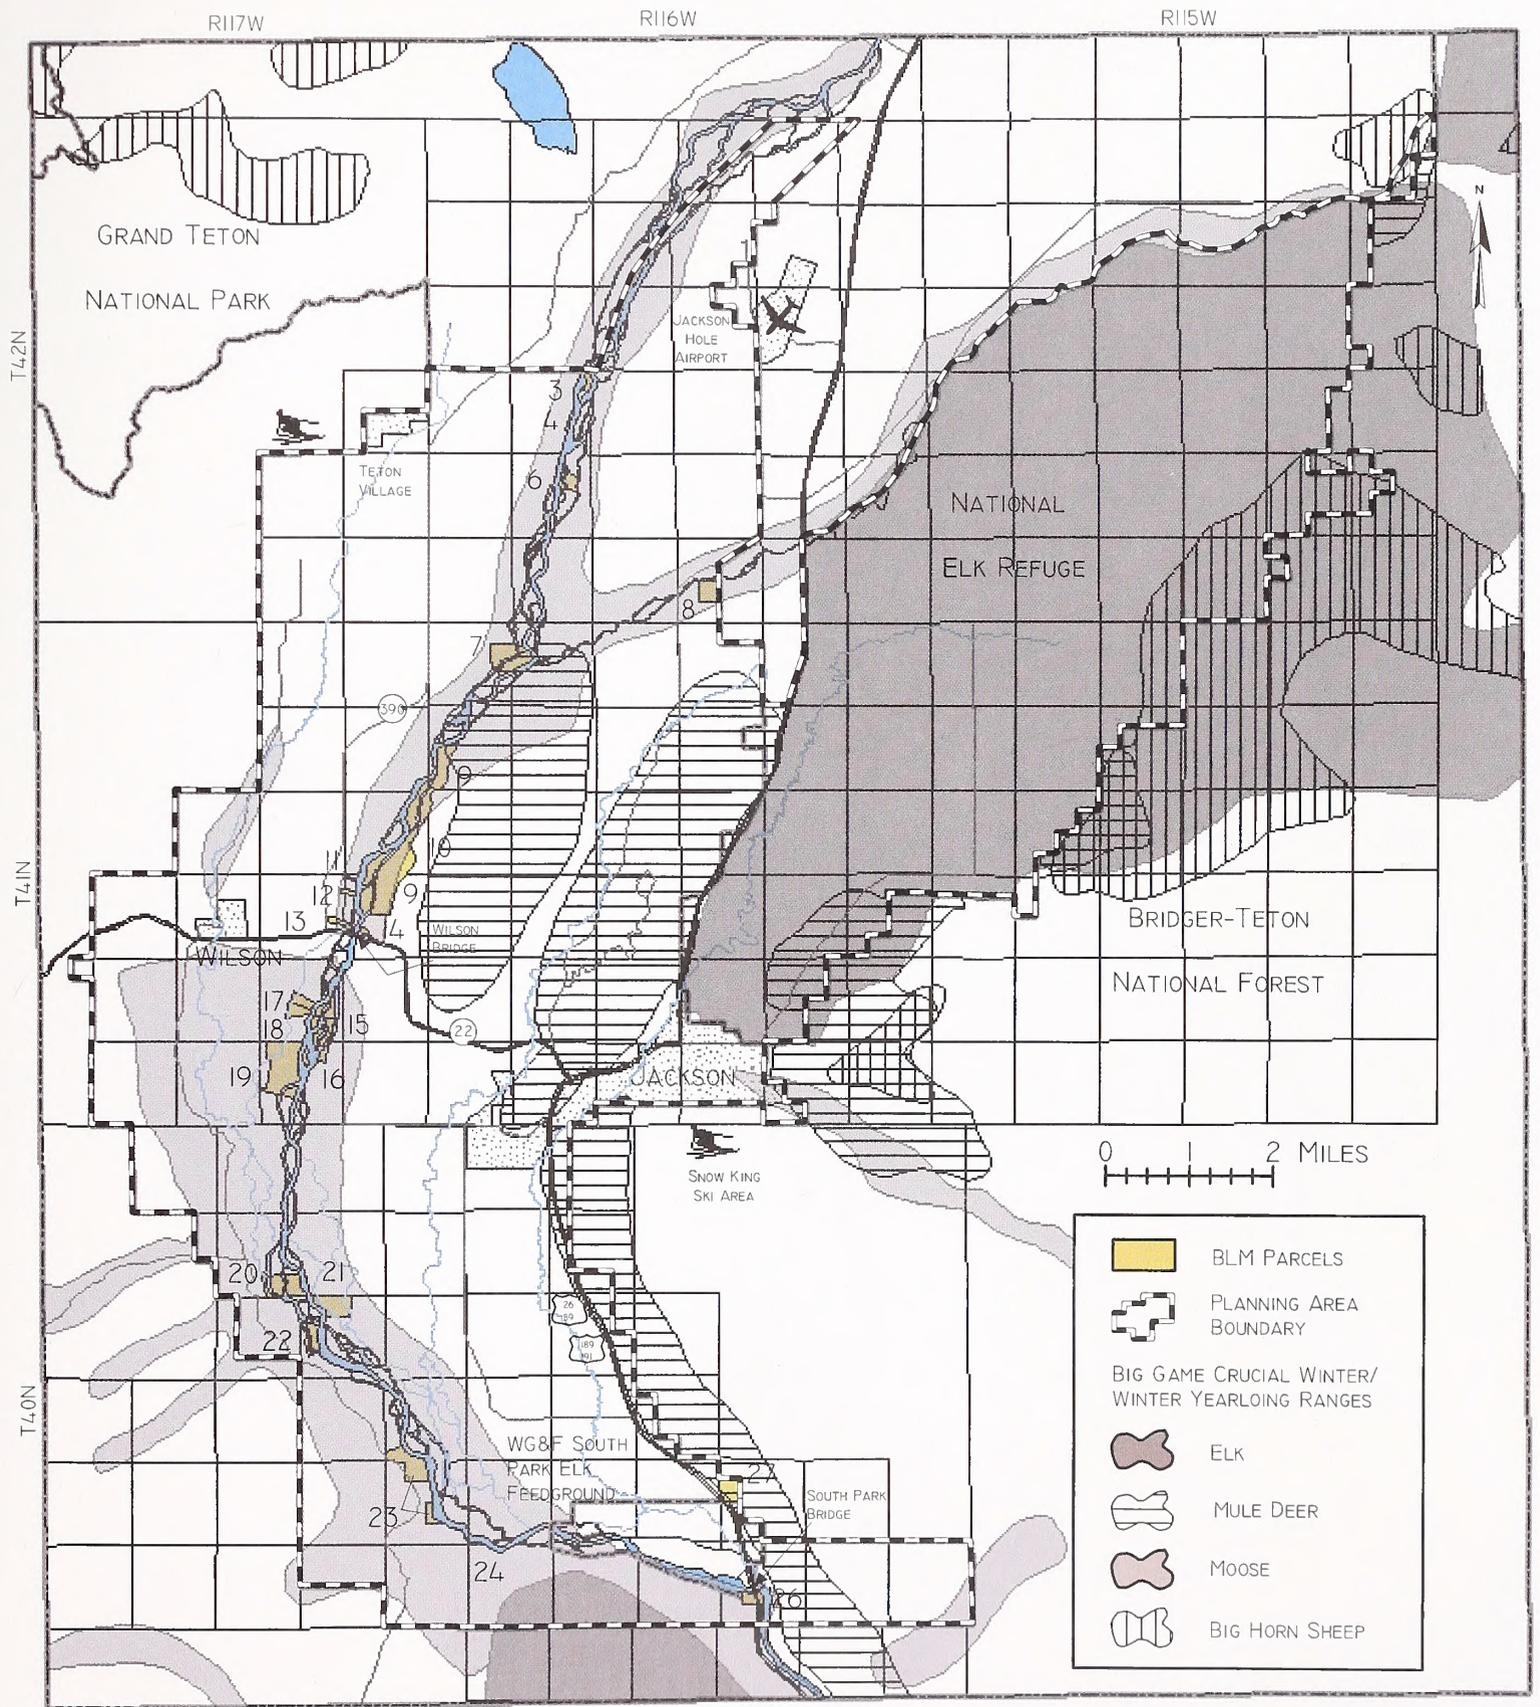 R117W
R116W
R115W
GRAND TETON
NATIONAL PARK
N
JACKSON
HOLE
AIRPORT
T42N
3
4
TETON
VILLAGE
6
NATIONAL
ELK REFUGE
8
7
390
9
10
T41N
11
12
9
13
WILSON
BRIDGE
WILSON
BRIDGER-TETON
NATIONAL FOREST
17
18
15
22
19
16
JACKSON
0 2 MILES
SNOW KING
SKI AREA
20
21
22
26
89
189
191
BLM PARCELS
PLANNING AREA
BOUNDARY
BIG GAME CRUCIAL WINTER/
WINTER YEARLOING RANGES
ELK
MULE DEER
MOOSE
BIG HORN SHEEP
T40N
WG&F SOUTH
PARK ELK
FEEDGROUND
27
SOUTH PARK
BRIDGE
23
24
26